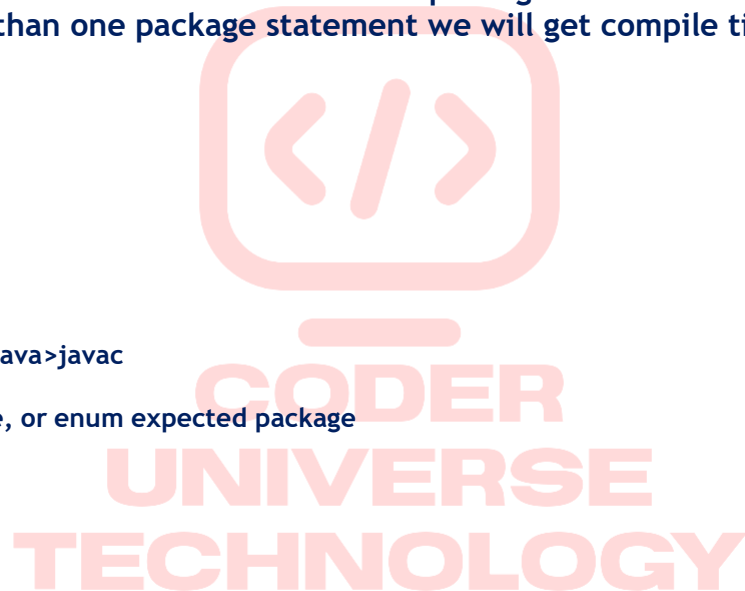 than one package statement we will get compile ti
</>
ava>javac
CODER
, or enum expected package
UNIVERSE
TECHNOLOGY